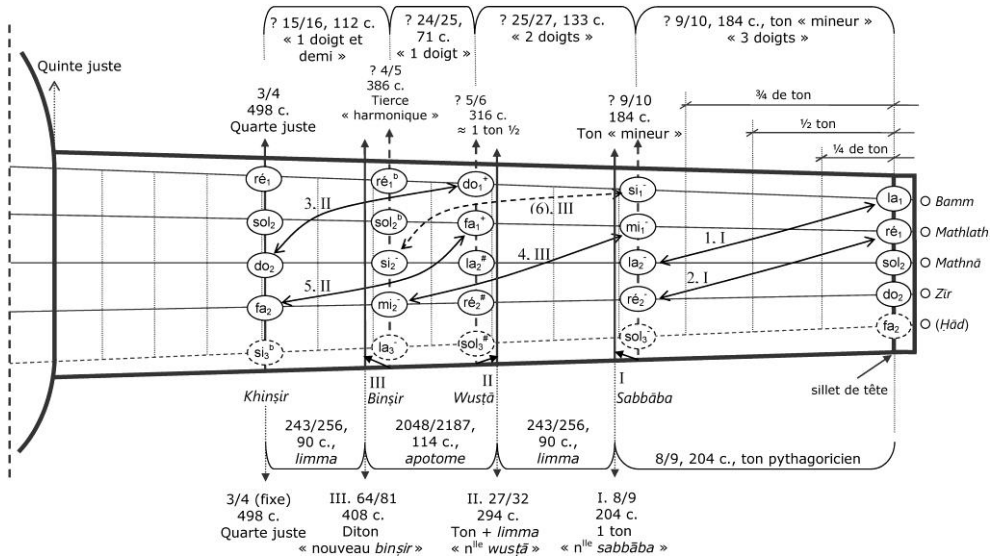 ? 15/16, 112 c.
« 1 doigt et
demi »
? 24/25,
71 c.
« 1 doigt »
? 25/27, 133 c.
« 2 doigts »
? 9/10, 184 c., ton « mineur »
« 3 doigts »
Quinte juste
3/4
498 c.
Quarte juste
? 4/5
386 c.
Tierce
« harmonique »
? 5/6
316 c.
≈ 1 ton ½
? 9/10
184 c.
Ton « mineur »
¾ de ton
½ ton
¼ de ton
ré₁
ré₁ᵇ
do₁⁺
si₁⁻
la₁
Bamm
3. II
(6). III
1. I
sol₂
sol₂ᵇ
fa₁⁺
mi₁⁻
ré₁
Mathlath
do₂
si₂⁻
la₂#
4. III
la₂⁻
sol₂
Mathnā
5. II
2. I
fa₂
mi₂⁻
ré₂#
ré₂⁻
do₂
Zir
si₃ᵇ
la₃
sol₃#
sol₃
fa₂
(Ḥād)
III
II
I
sillet de tête
Khinṣir
Binṣir
Wusṭā
Sabbāba
243/256,
90 c.,
limma
2048/2187,
114 c.,
apotome
243/256,
90 c.,
limma
8/9, 204 c., ton pythagoricien
3/4 (fixe)
498 c.
Quarte juste
III. 64/81
408 c.
Diton
« nouveau binṣir »
II. 27/32
294 c.
Ton + limma
« nˡˡᵉ wusṭā »
I. 8/9
204 c.
1 ton
« nˡˡᵉ sabbāba »